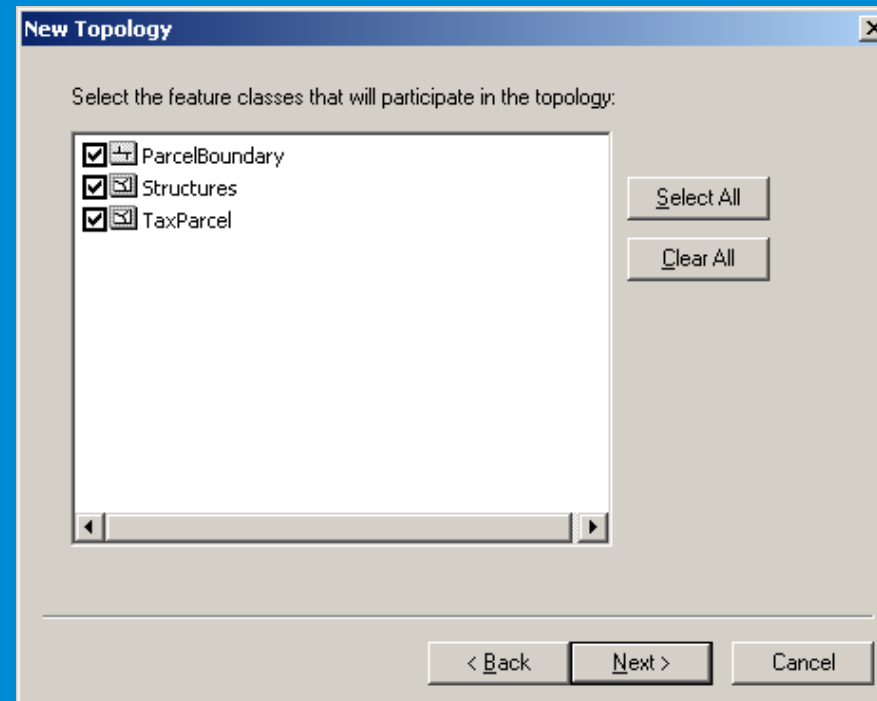 New Topology
Select the feature classes that will participate in the topology:
ParcelBoundary
Structures
TaxParcel
Select All
Clear All
< Back
Next >
Cancel